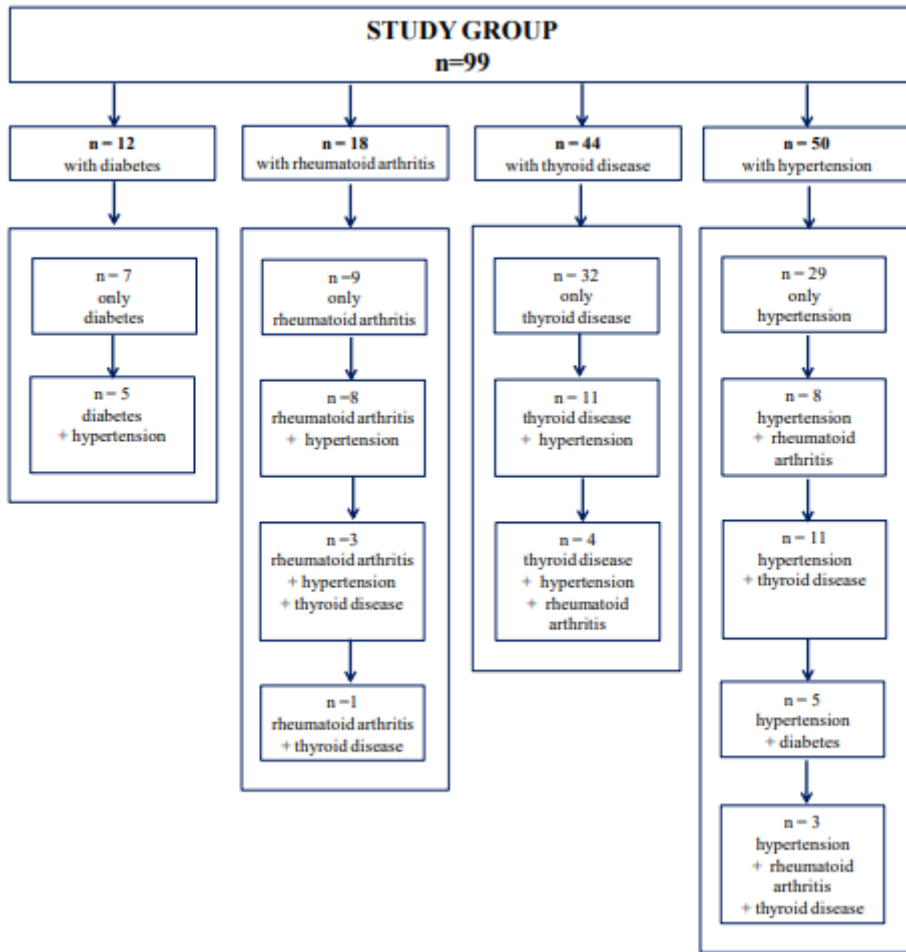 STUDY GROUP
n=99
n = 12
with diabetes
n = 18
with rheumatoid arthritis
n = 44
with thyroid disease
n = 50
with hypertension
n = 7
only
diabetes
n = 5
diabetes
+ hypertension
n =9
only
rheumatoid arthritis
n =8
rheumatoid arthritis
+ hypertension
n =3
rheumatoid arthritis
+ hypertension
+ thyroid disease
n =1
rheumatoid arthritis
+ thyroid disease
n = 32
only
thyroid disease
n = 11
thyroid disease
+ hypertension
n = 4
thyroid disease
+ hypertension
+ rheumatoid
arthritis
n = 29
only
hypertension
n = 8
hypertension
+ rheumatoid
arthritis
n = 11
hypertension
+ thyroid disease
n = 5
hypertension
+ diabetes
n = 3
hypertension
+ rheumatoid
arthritis
+ thyroid disease